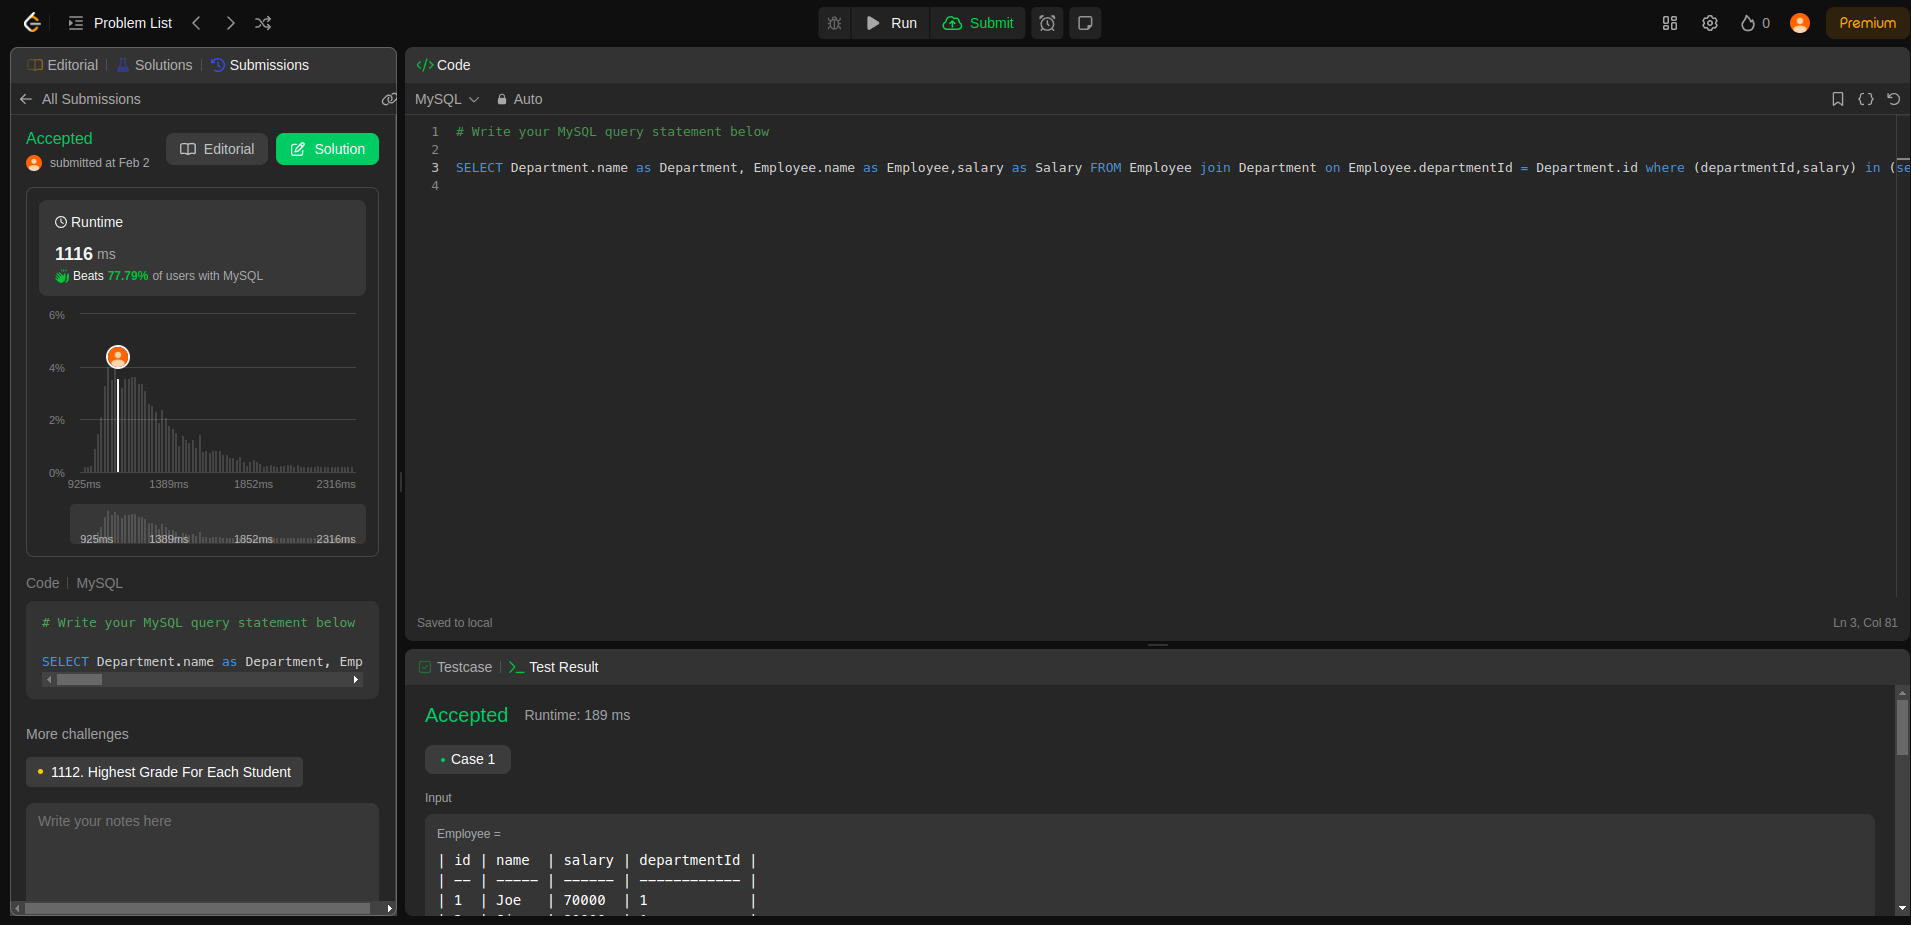 Problem List
Run
Submit
0
Premium
Editorial
Solutions
Submissions
All Submissions
Accepted
submitted at Feb 2
Editorial
Solution
Runtime
1116 ms
Beats 77.79% of users with MySQL
6%
4%
2%
0%
925ms 1389ms 1852ms 2316ms
925ms 1389ms 1852ms 2316ms
Code | MySQL
# Write your MySQL query statement below
SELECT Department.name as Department, Emp
More challenges
1112. Highest Grade For Each Student
Write your notes here
</> Code
MySQL
Auto
1 # Write your MySQL query statement below
2
3 SELECT Department.name as Department, Employee.name as Employee,salary as Salary FROM Employee join Department on Employee.departmentId = Department.id where (departmentId,salary) in (se
4
Saved to local
Ln 3, Col 81
Testcase
Test Result
Accepted
Runtime: 189 ms
Case 1
Input
Employee =
| id | name  | salary | departmentId |
| -- | ----- | ------ | ------------ |
| 1  | Joe   | 70000  | 1            |